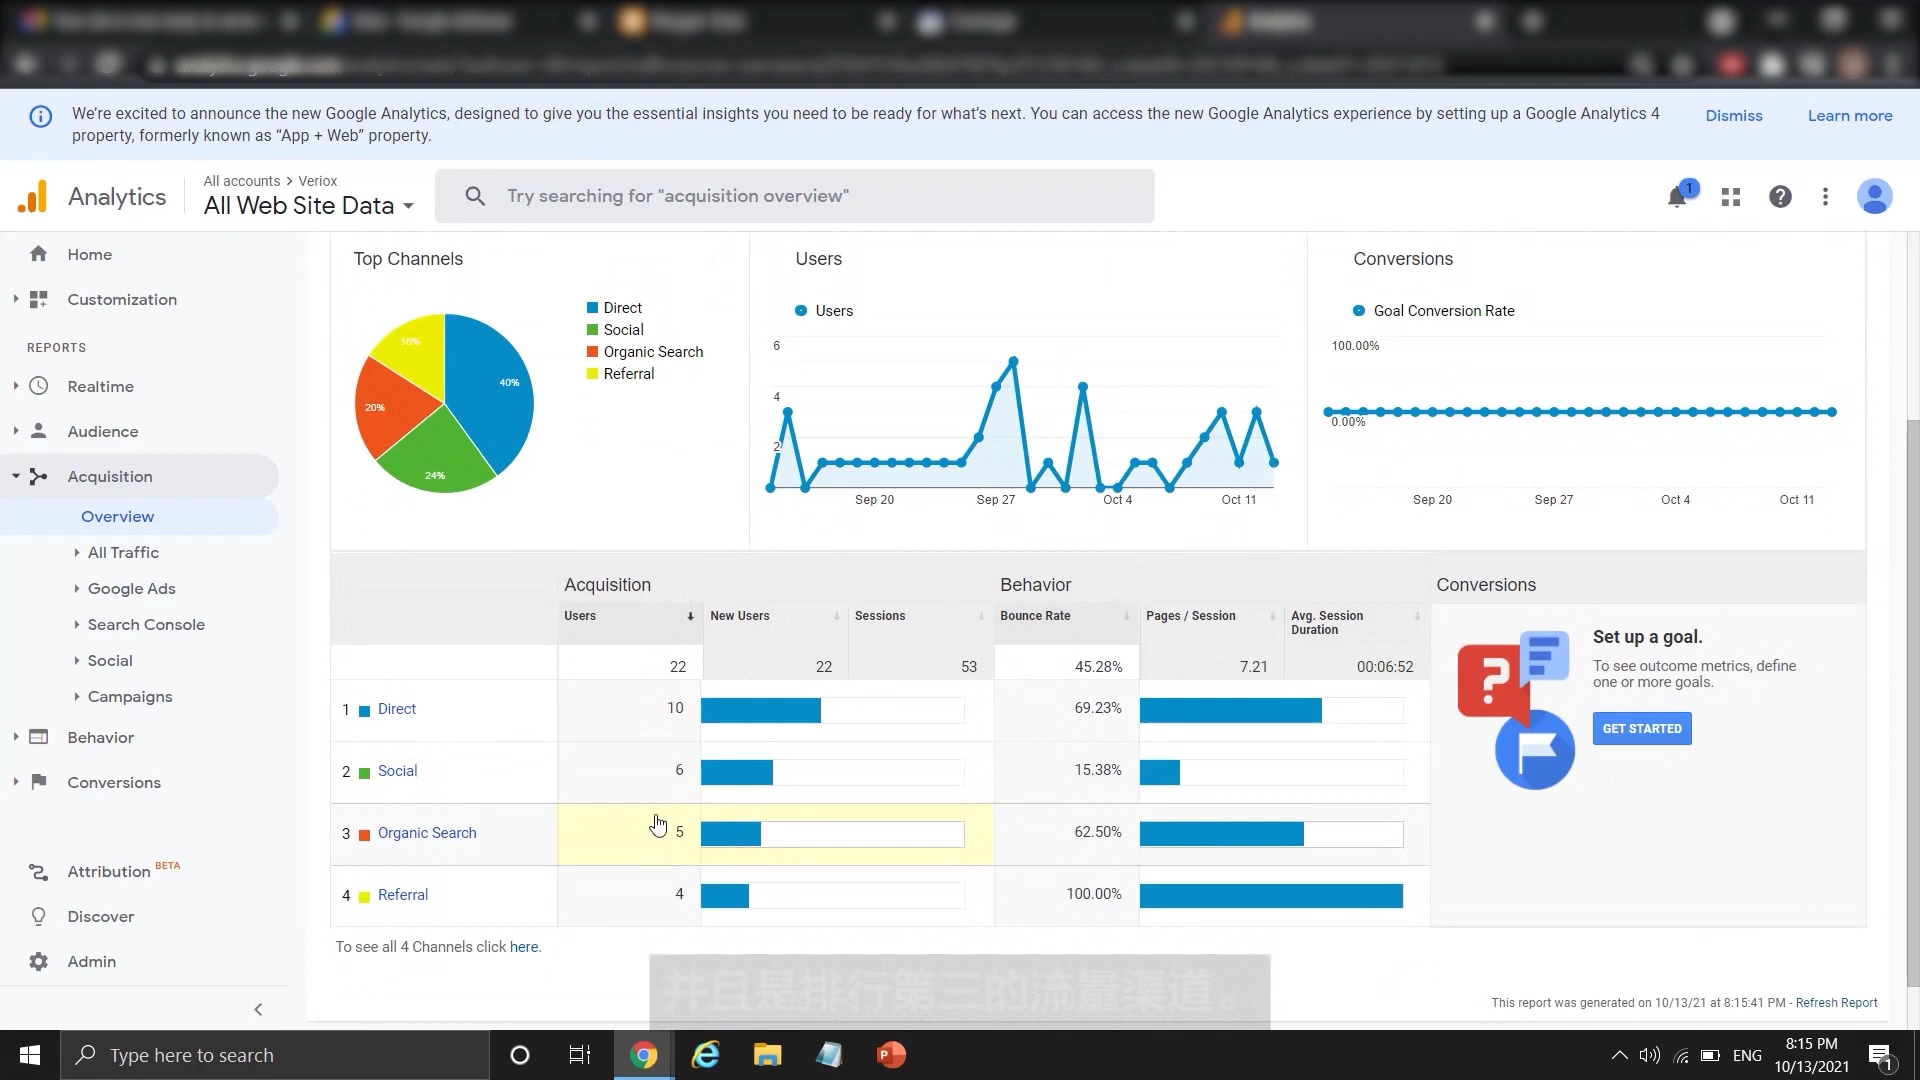 We're excited to announce the new Google Analytics, designed to give you the essential insights you need to be ready for what's next. You can access the new Google Analytics experience by setting up a Google Analytics 4
property, formerly known as “App + Web” property.
Dismiss
Learn more
Analytics
All accounts > Veriox
All Web Site Data
Try searching for "acquisition overview"
1
Home
Customization
REPORTS
Realtime
Audience
Acquisition
Overview
All Traffic
Google Ads
Search Console
Social
Campaigns
Behavior
Conversions
Attribution BETA
Discover
Admin
Top Channels
Direct
Social
Organic Search
Referral
40%
24%
20%
16%
Users
Users
6
4
2
Sep 20 Sep 27 Oct 4 Oct 11
Conversions
Goal Conversion Rate
100.00%
0.00%
Sep 20 Sep 27 Oct 4 Oct 11
Acquisition Behavior Conversions
Users New Users Sessions Bounce Rate Pages / Session Avg. Session
Duration
22 22 53 45.28% 7.21 00:06:52
1 Direct 10 69.23%
2 Social 6 15.38%
3 Organic Search 5 62.50%
4 Referral 4 100.00%
Set up a goal.
To see outcome metrics, define
one or more goals.
GET STARTED
To see all 4 Channels click here.
并且是排行第三的流量渠道。
This report was generated on 10/13/21 at 8:15:41 PM - Refresh Report
Type here to search
ENG
8:15 PM
10/13/2021
1